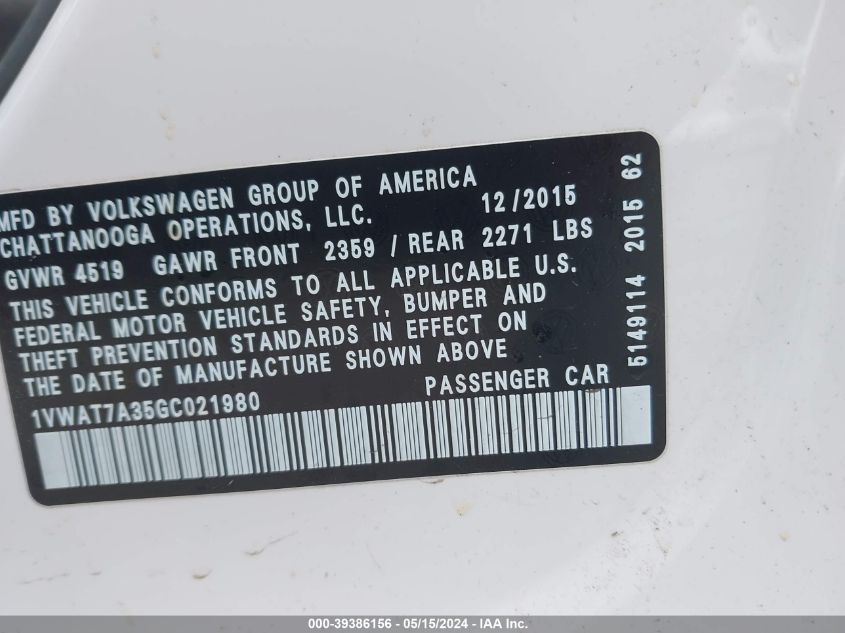 MFD BY VOLKSWAGEN GROUP OF AMERICA
CHATTANOOGA OPERATIONS, LLC. 12/2015
GVWR 4519 GAWR FRONT 2359 / REAR 2271 LBS
THIS VEHICLE CONFORMS TO ALL APPLICABLE U.S.
FEDERAL MOTOR VEHICLE SAFETY, BUMPER AND
THEFT PREVENTION STANDARDS IN EFFECT ON
THE DATE OF MANUFACTURE SHOWN ABOVE
1VWAT7A35GC021980 PASSENGER CAR
5149114 2015 62
000-39386156 - 05/15/2024 - IAA Inc.